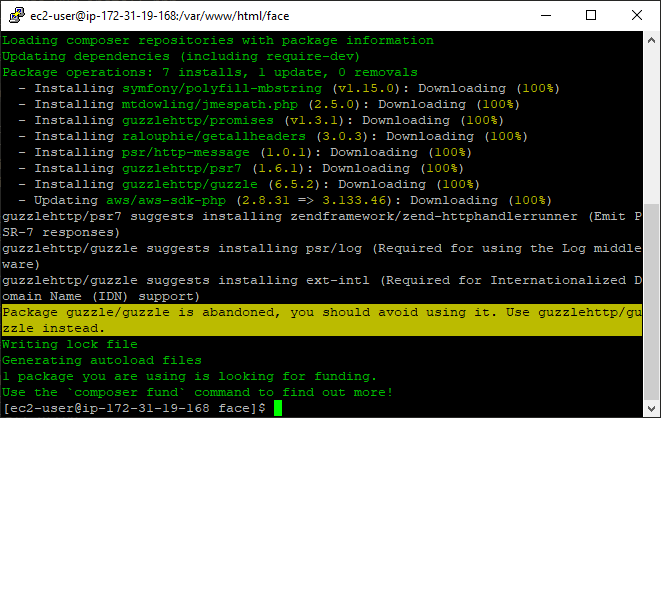 ec2-user@ip-172-31-19-168:/var/www/html/face
Loading composer repositories with package information
Updating dependencies (including require-dev)
Package operations: 7 installs, 1 update, 0 removals
  - Installing symfony/polyfill-mbstring (v1.15.0): Downloading (100%)
  - Installing mtdowling/jmespath.php (2.5.0): Downloading (100%)
  - Installing guzzlehttp/promises (v1.3.1): Downloading (100%)
  - Installing ralouphie/getallheaders (3.0.3): Downloading (100%)
  - Installing psr/http-message (1.0.1): Downloading (100%)
  - Installing guzzlehttp/psr7 (1.6.1): Downloading (100%)
  - Installing guzzlehttp/guzzle (6.5.2): Downloading (100%)
  - Updating aws/aws-sdk-php (2.8.31 => 3.133.46): Downloading (100%)
guzzlehttp/psr7 suggests installing zendframework/zend-httphandlerrunner (Emit P
SR-7 responses)
guzzlehttp/guzzle suggests installing psr/log (Required for using the Log middle
ware)
guzzlehttp/guzzle suggests installing ext-intl (Required for Internationalized D
omain Name (IDN) support)
Package guzzle/guzzle is abandoned, you should avoid using it. Use guzzlehttp/gu
zzle instead.
Writing lock file
Generating autoload files
1 package you are using is looking for funding.
Use the `composer fund` command to find out more!
[ec2-user@ip-172-31-19-168 face]$